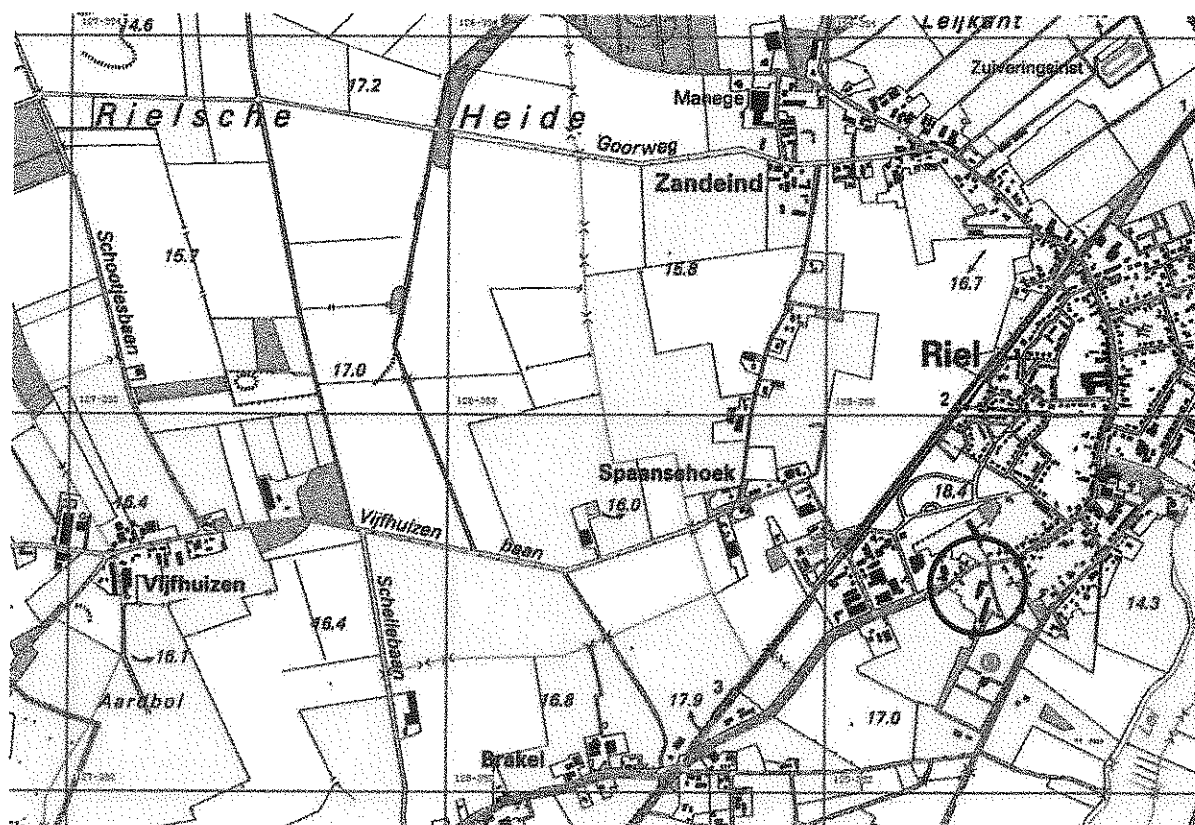 14.6
Leijkant
17.2
Zuiveringsinst
Manege
1
Rielsche Heide
Goorweg
Zandeind
Schootjesbaan
15.7
15.8
16.7
Riel
17.0
2
Spaansehoek
16.4
16.0
18.4
Vijfhuizen baan
Vijfhuizen
14.3
16.4
Schellebaan
16.1
Aardbol
3
16.8
17.9
17.0
Brakel